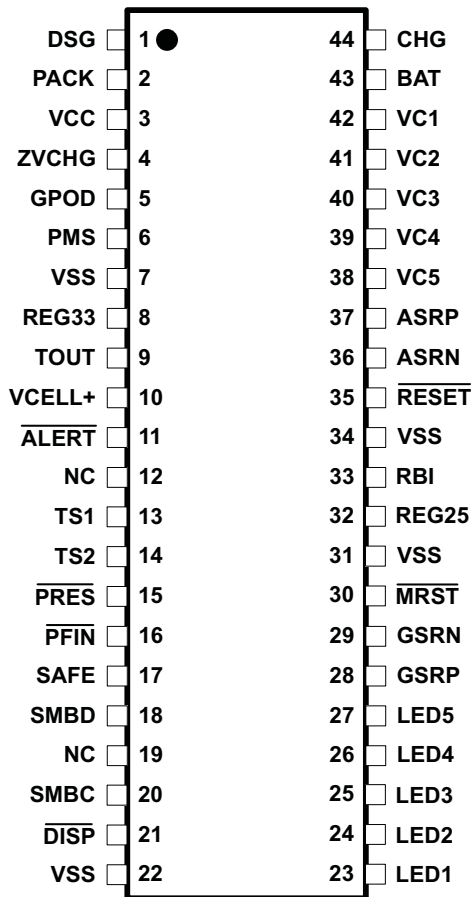 DSG 1 44 CHG
PACK 2 43 BAT
VCC 3 42 VC1
ZVCHG 4 41 VC2
GPOD 5 40 VC3
PMS 6 39 VC4
VSS 7 38 VC5
REG33 8 37 ASRP
TOUT 9 36 ASRN
VCELL+ 10 35 RESET
ALERT 11 34 VSS
NC 12 33 RBI
TS1 13 32 REG25
TS2 14 31 VSS
PRES 15 30 MRST
PFIN 16 29 GSRN
SAFE 17 28 GSRP
SMBD 18 27 LED5
NC 19 26 LED4
SMBC 20 25 LED3
DISP 21 24 LED2
VSS 22 23 LED1